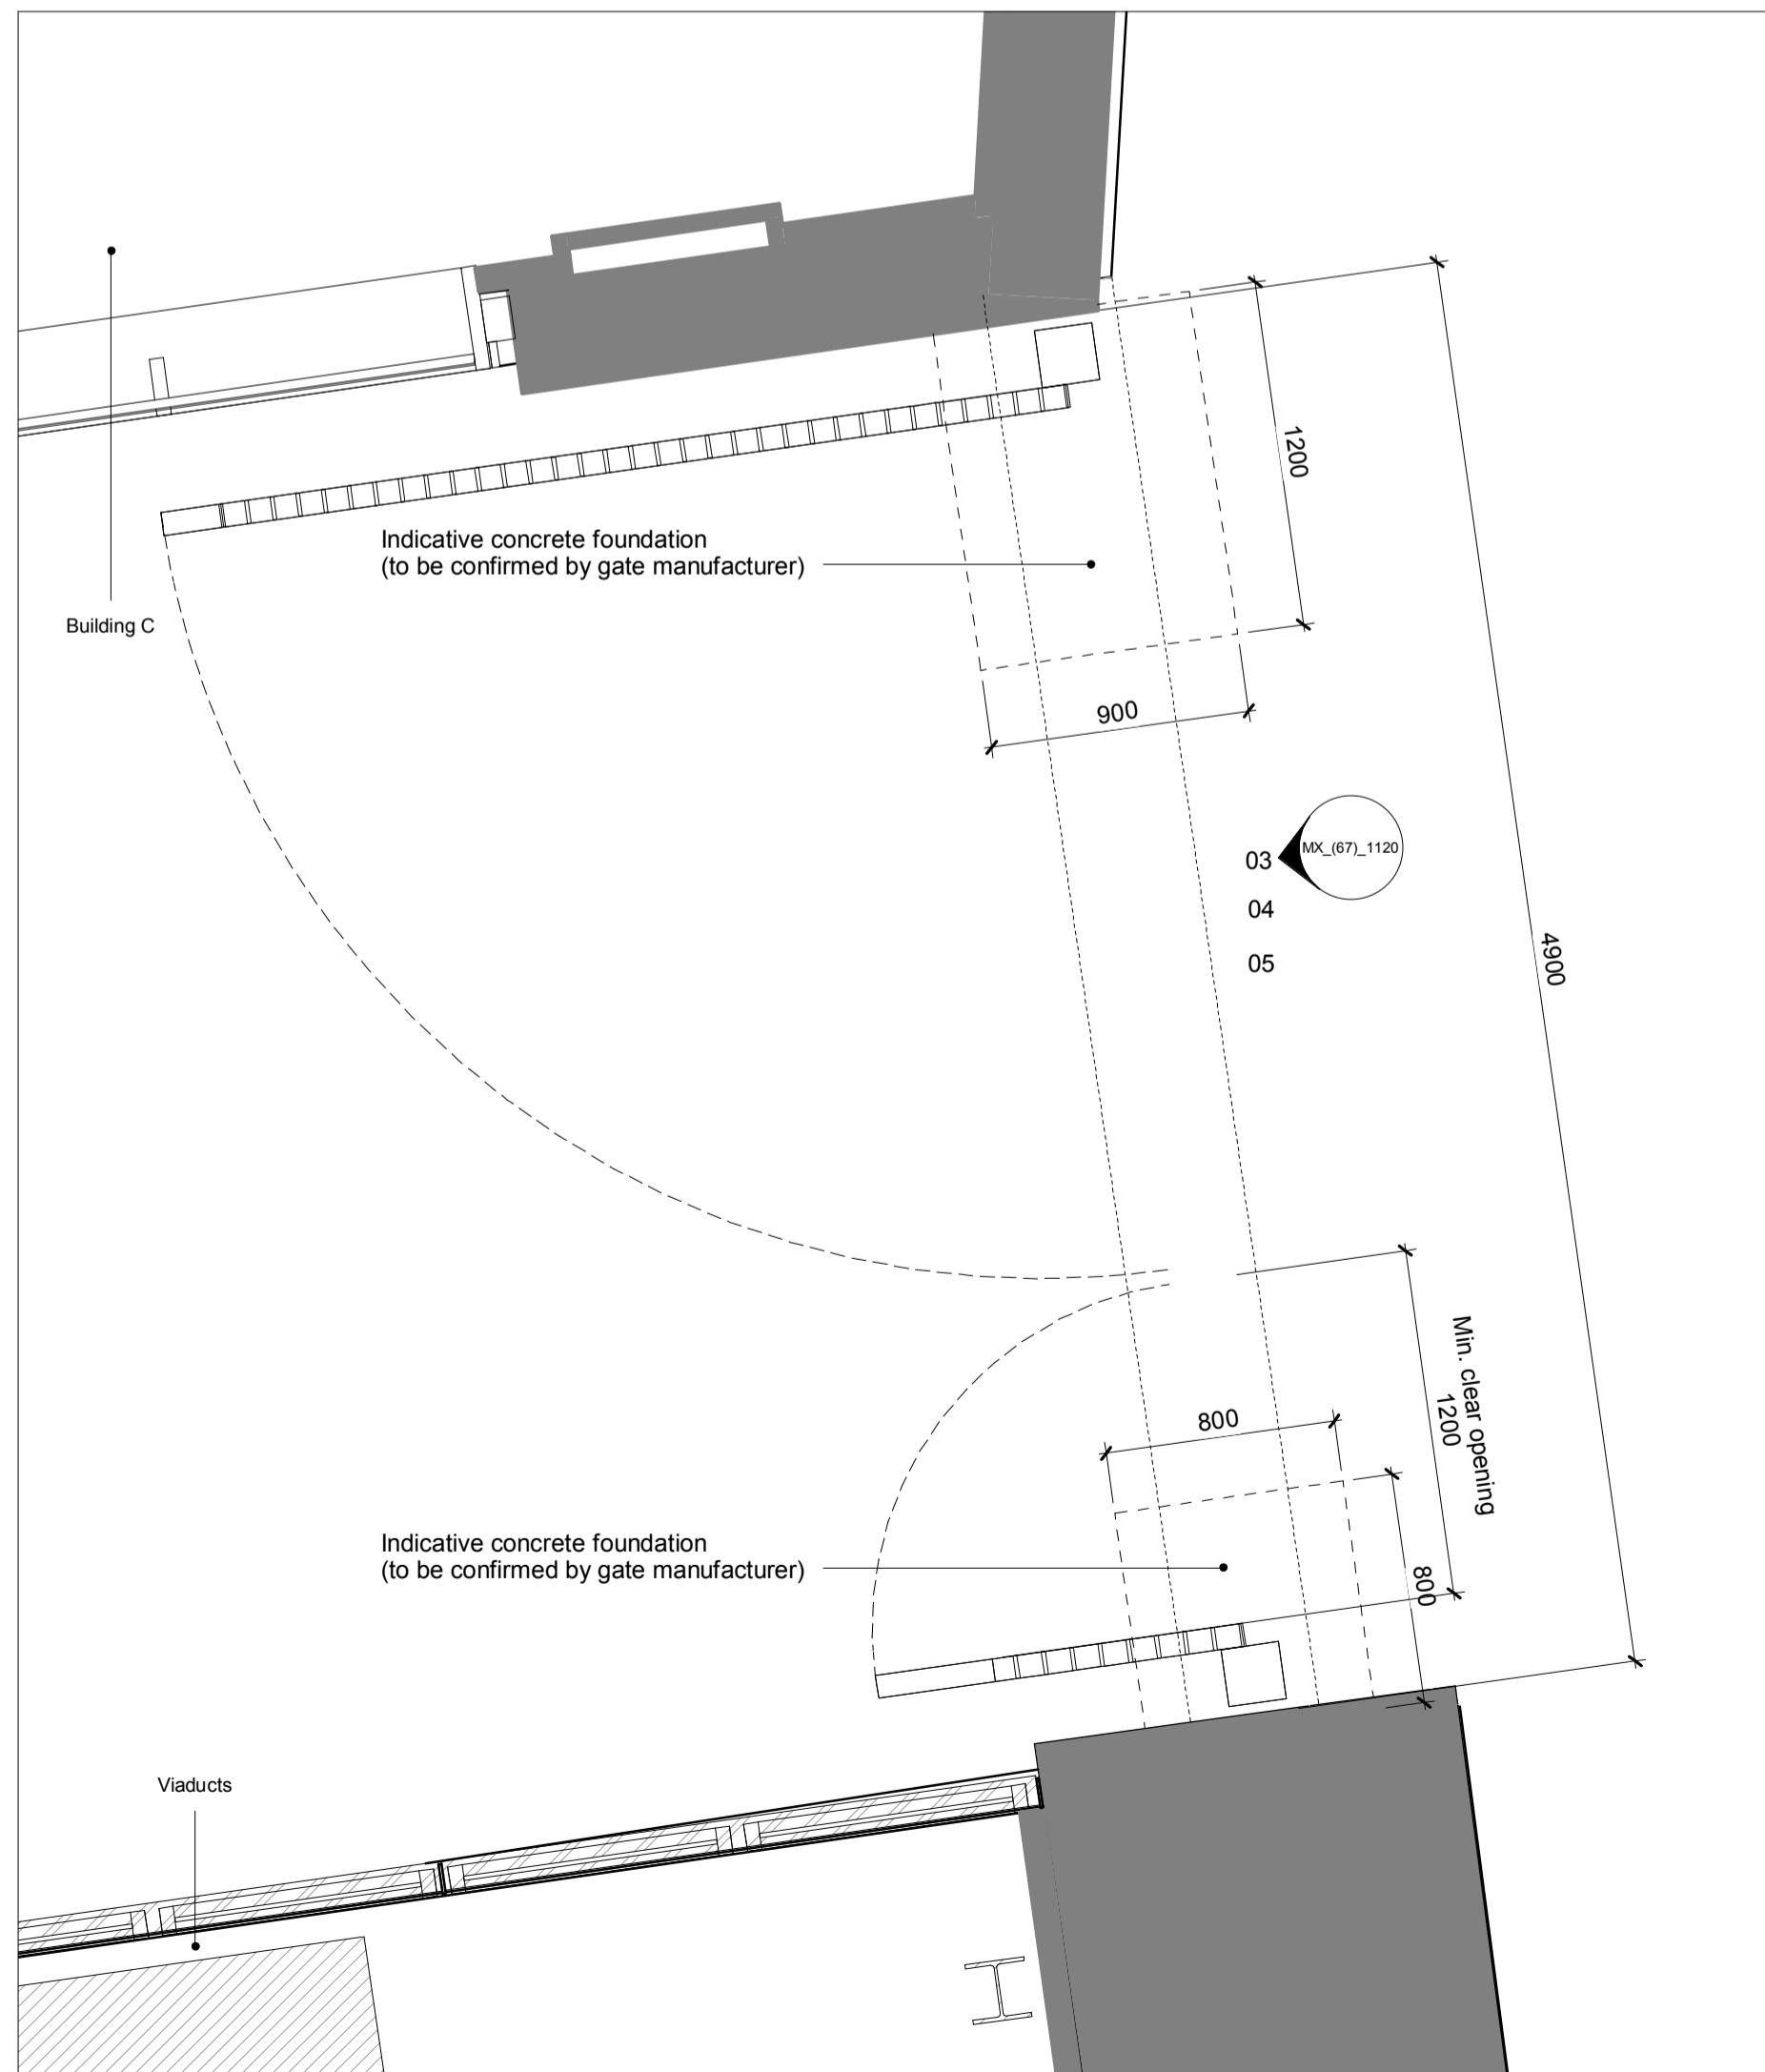 1200
Indicative concrete foundation
(to be confirmed by gate manufacturer)
Building C
900
03
MX_(67)_1120
04
05
4900
Min. clear opening
1200
800
Indicative concrete foundation
(to be confirmed by gate manufacturer)
800
Viaducts